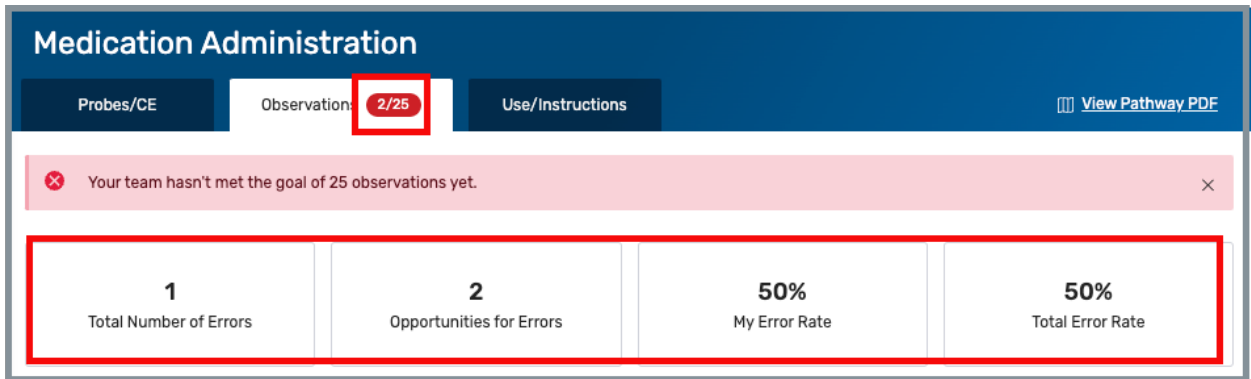 Medication Administration
Probes/CE
Observations 2/25
Use/Instructions
View Pathway PDF
Your team hasn't met the goal of 25 observations yet.
1
Total Number of Errors
2
Opportunities for Errors
50%
My Error Rate
50%
Total Error Rate